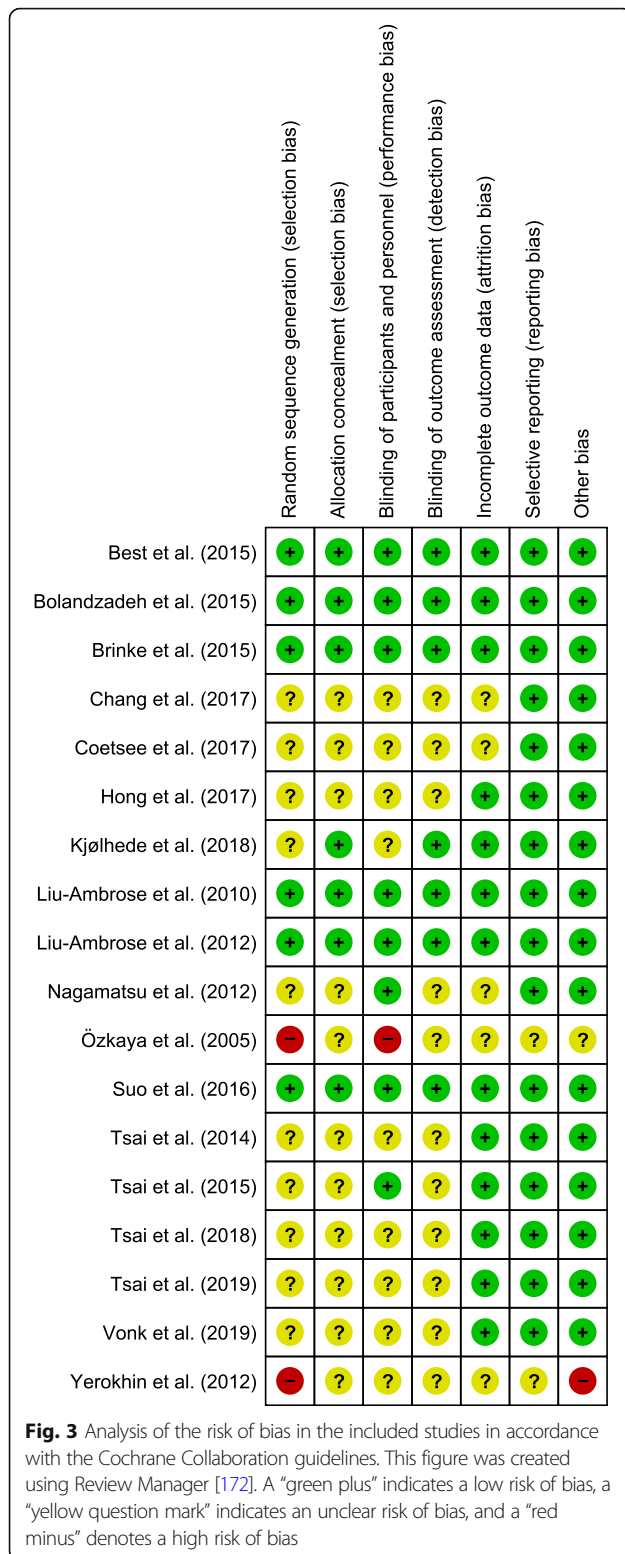 Random sequence generation (selection bias)
Allocation concealment (selection bias)
Blinding of participants and personnel (performance bias)
Blinding of outcome assessment (detection bias)
Incomplete outcome data (attrition bias)
Selective reporting (reporting bias)
Other bias
Best et al. (2015) + + + + + + +
Bolandzadeh et al. (2015) + + + + + + +
Brinke et al. (2015) + + + + + + +
Chang et al. (2017) ? ? ? ? ? + +
Coetsee et al. (2017) ? ? ? ? ? + +
Hong et al. (2017) ? ? ? ? + + +
Kjølhede et al. (2018) ? + ? + + + +
Liu-Ambrose et al. (2010) + + + + + + +
Liu-Ambrose et al. (2012) + + + + + + +
Nagamatsu et al. (2012) ? ? + ? ? + +
Özkaya et al. (2005) − ? − ? ? ? ?
Suo et al. (2016) + + + + + + +
Tsai et al. (2014) ? ? ? ? + + +
Tsai et al. (2015) ? ? + ? + + +
Tsai et al. (2018) ? ? ? ? + + +
Tsai et al. (2019) ? ? ? ? + + +
Vonk et al. (2019) ? ? ? ? + + +
Yerokhin et al. (2012) − ? ? ? ? ? −
Fig. 3 Analysis of the risk of bias in the included studies in accordance
with the Cochrane Collaboration guidelines. This figure was created
using Review Manager [172]. A “green plus” indicates a low risk of bias, a
“yellow question mark” indicates an unclear risk of bias, and a “red
minus” denotes a high risk of bias